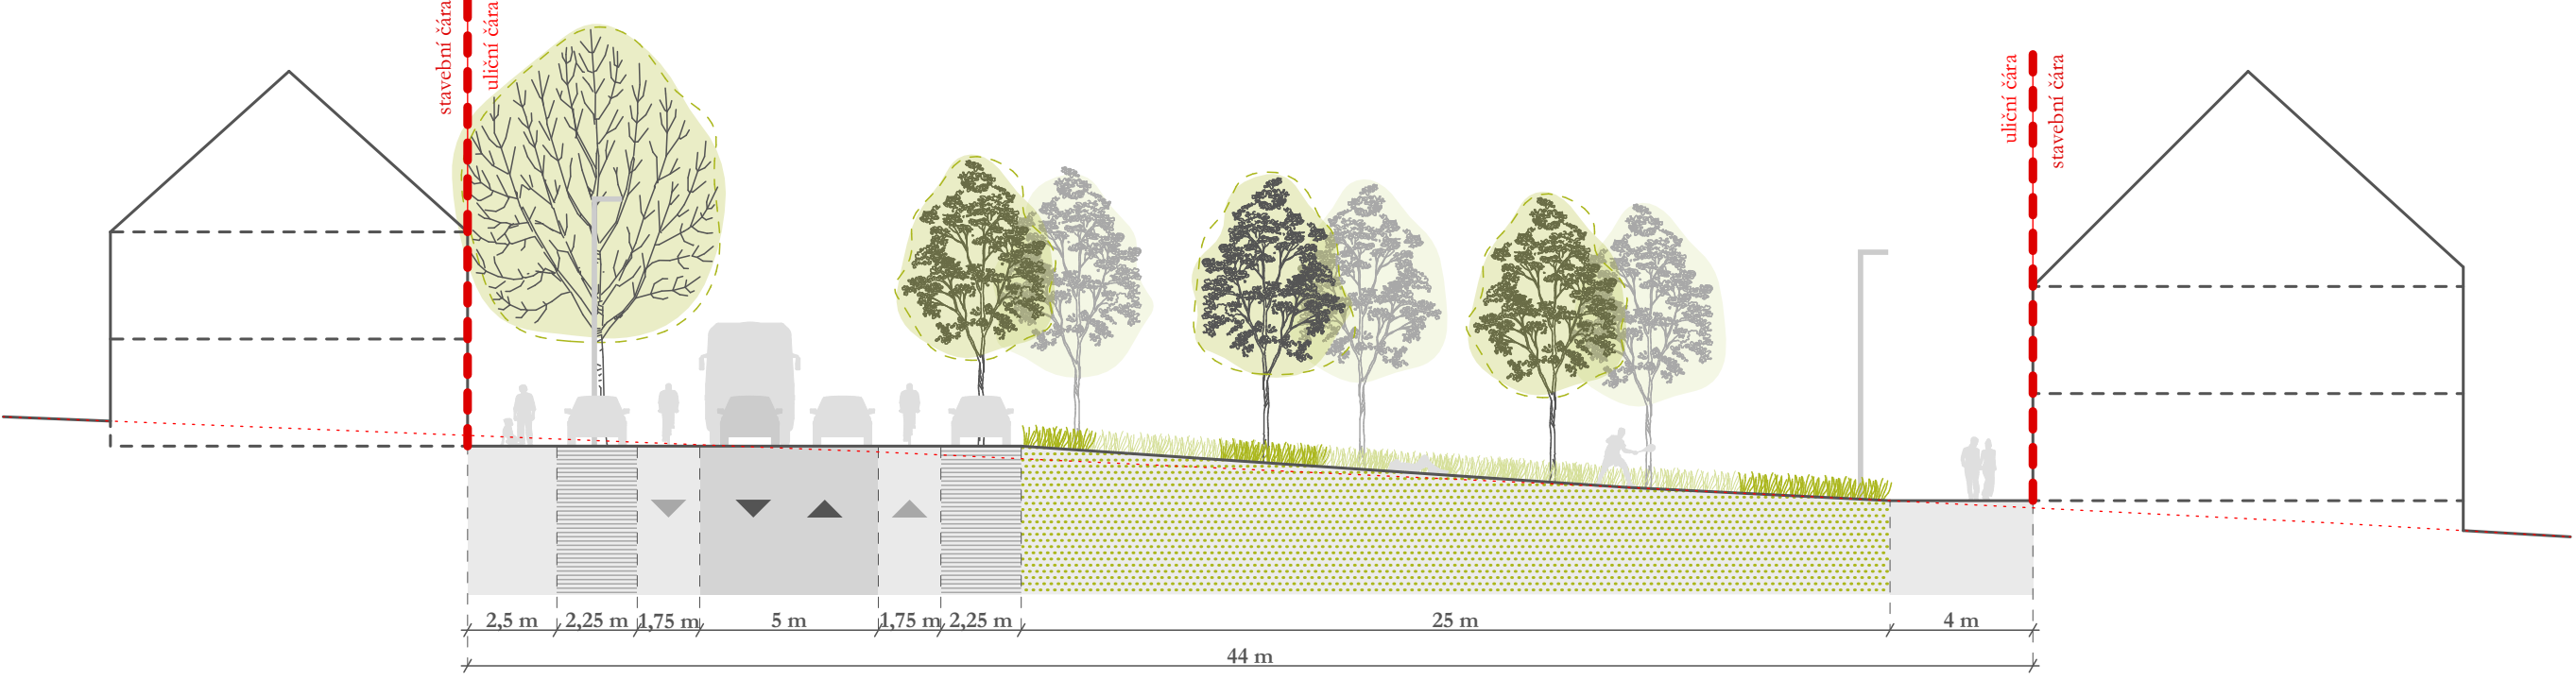 stavební čára
uliční čára
uliční čára
stavební čára
2,5 m
2,25 m
1,75 m
5 m
1,75 m
2,25 m
25 m
4 m
44 m